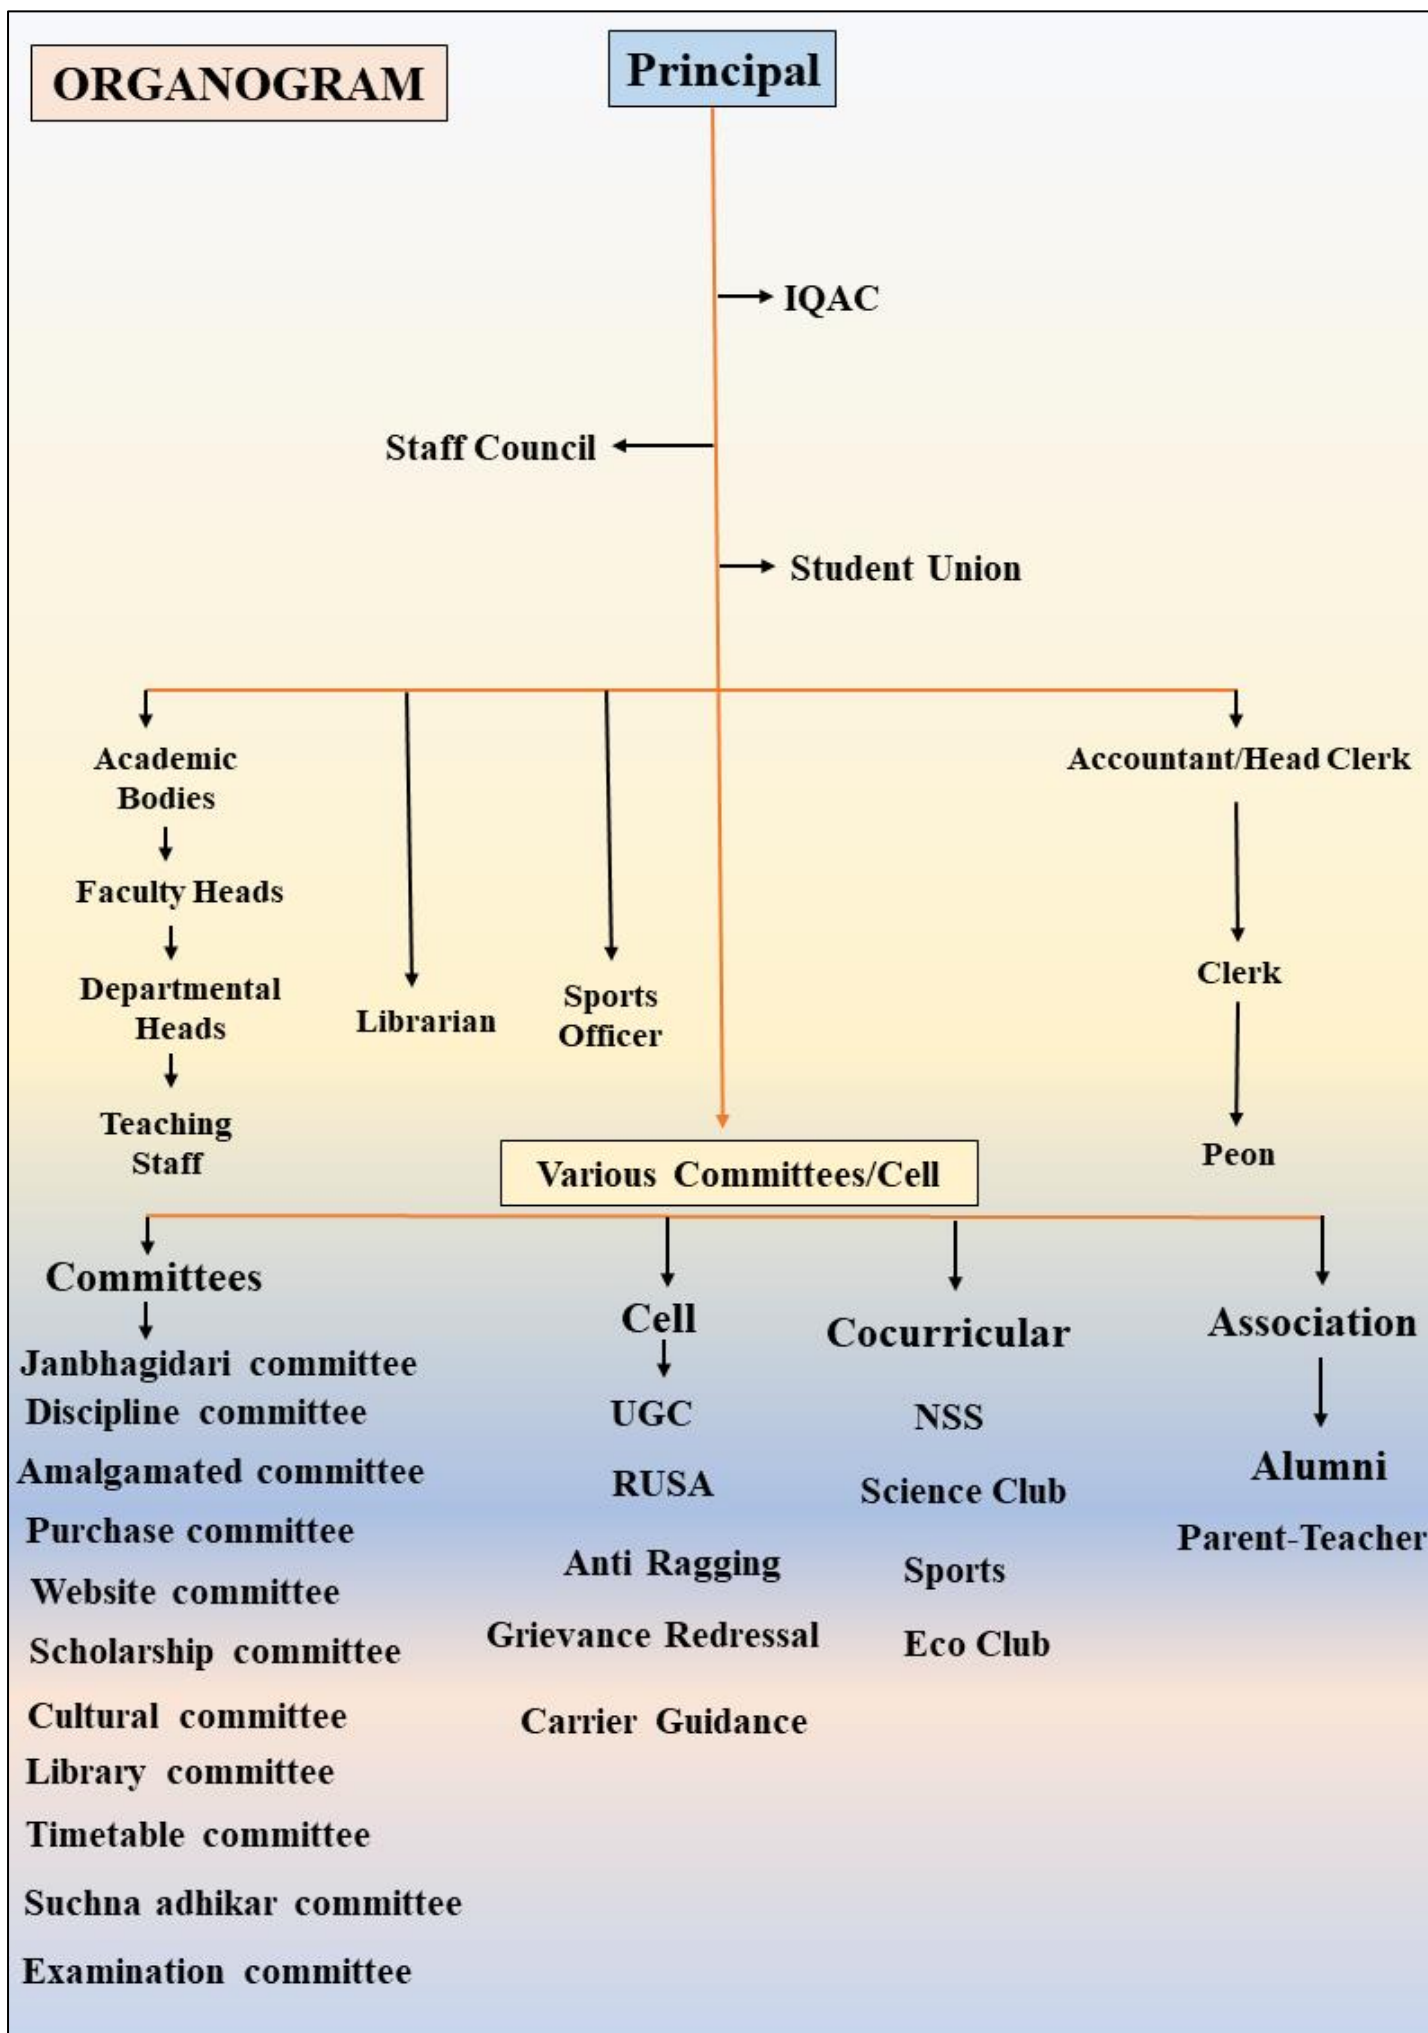 ORGANOGRAM
Principal
IQAC
Staff Council
Student Union
Academic
Bodies
Faculty Heads
Departmental
Heads
Teaching
Staff
Librarian
Sports
Officer
Accountant/Head Clerk
Clerk
Peon
Various Committees/Cell
Committees
Janbhagidari committee
Discipline committee
Amalgamated committee
Purchase committee
Website committee
Scholarship committee
Cultural committee
Library committee
Timetable committee
Suchna adhikar committee
Examination committee
Cell
UGC
RUSA
Anti Ragging
Grievance Redressal
Carrier Guidance
Cocurricular
NSS
Science Club
Sports
Eco Club
Association
Alumni
Parent-Teacher